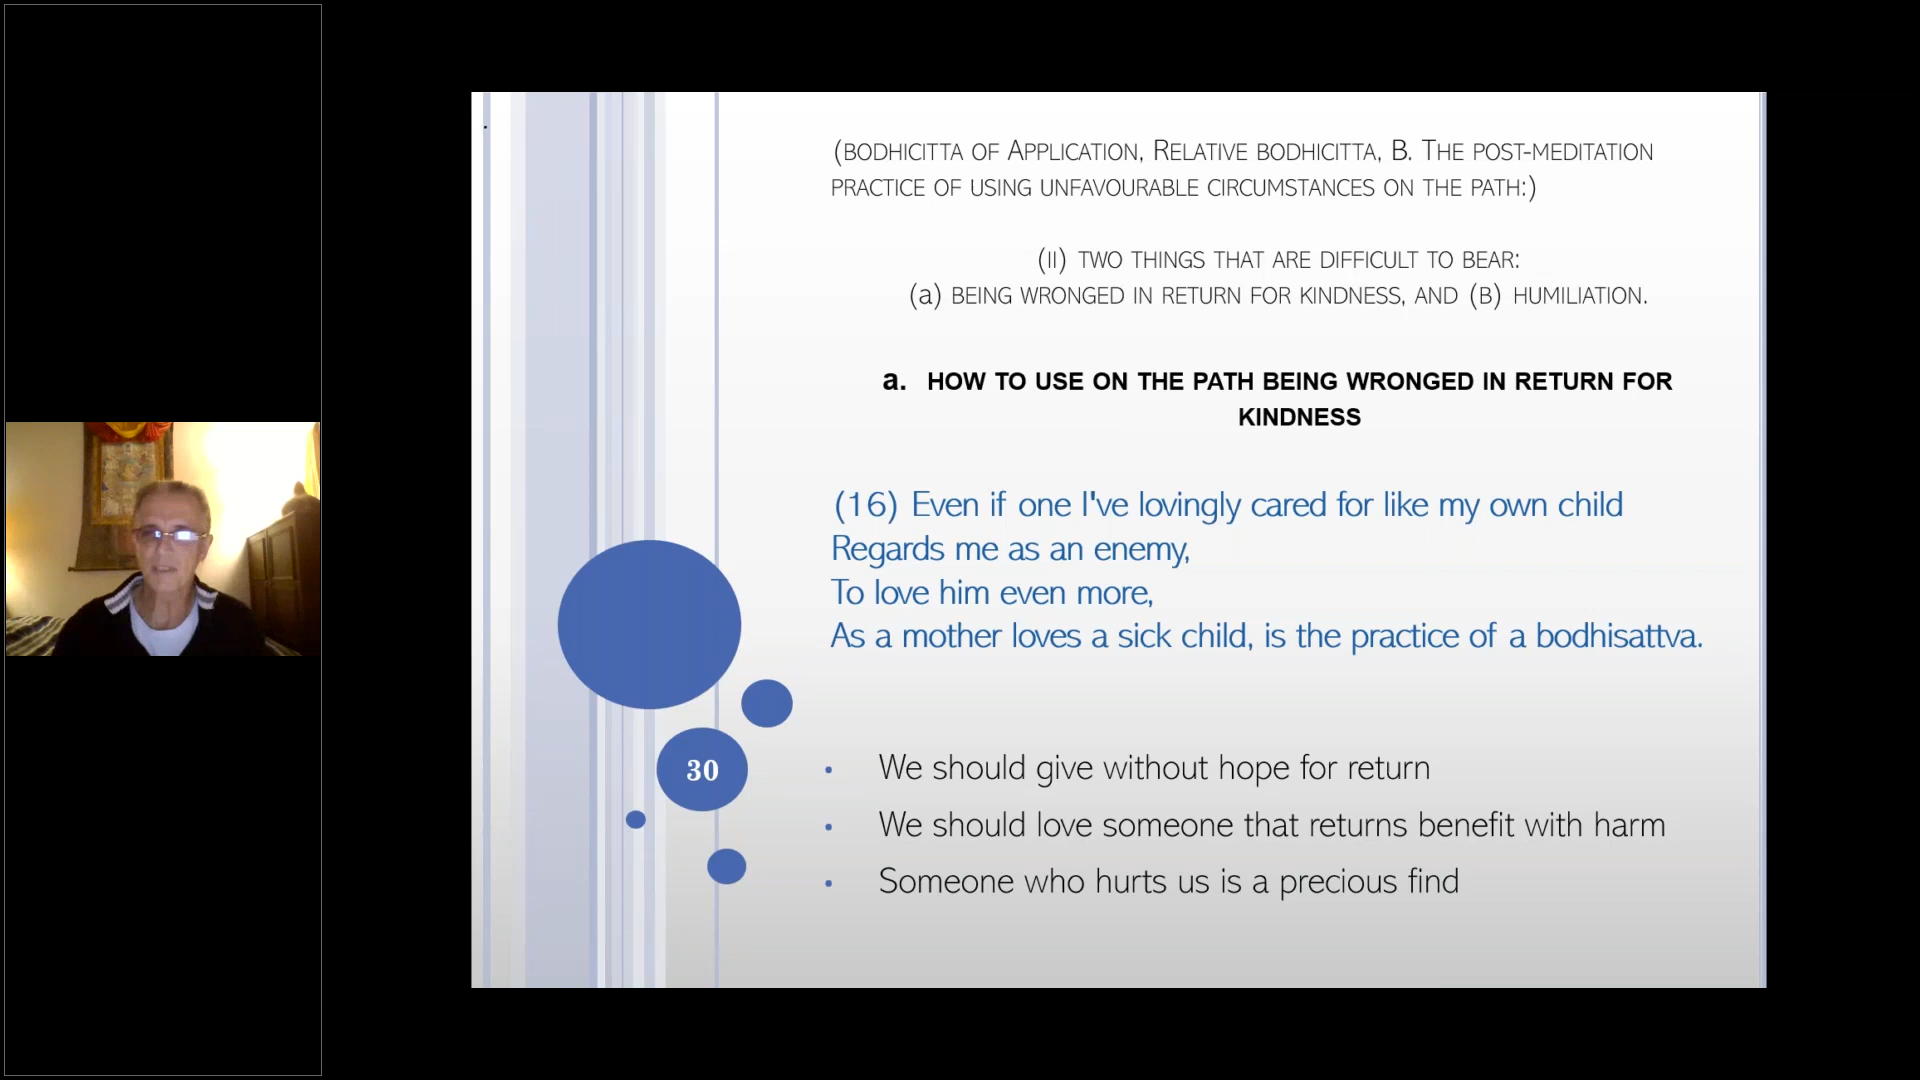 (BODHICITTA OF APPLICATION, RELATIVE BODHICITTA, B. THE POST-MEDITATION
PRACTICE OF USING UNFAVOURABLE CIRCUMSTANCES ON THE PATH:)
(II) TWO THINGS THAT ARE DIFFICULT TO BEAR:
(a) BEING WRONGED IN RETURN FOR KINDNESS, AND (B) HUMILIATION.
a. HOW TO USE ON THE PATH BEING WRONGED IN RETURN FOR
KINDNESS
(16) Even if one I've lovingly cared for like my own child
Regards me as an enemy,
To love him even more,
As a mother loves a sick child, is the practice of a bodhisattva.
30
• We should give without hope for return
• We should love someone that returns benefit with harm
• Someone who hurts us is a precious find